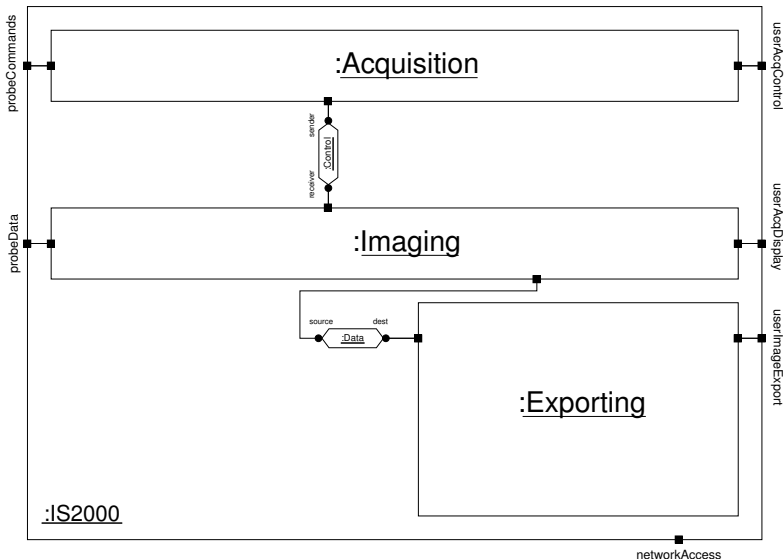 probeCommands
:Acquisition
userAcqControl
sender
:Control
receiver
probeData
:Imaging
userAcqDisplay
source
dest
:Data
userImageExport
:Exporting
:IS2000
networkAccess